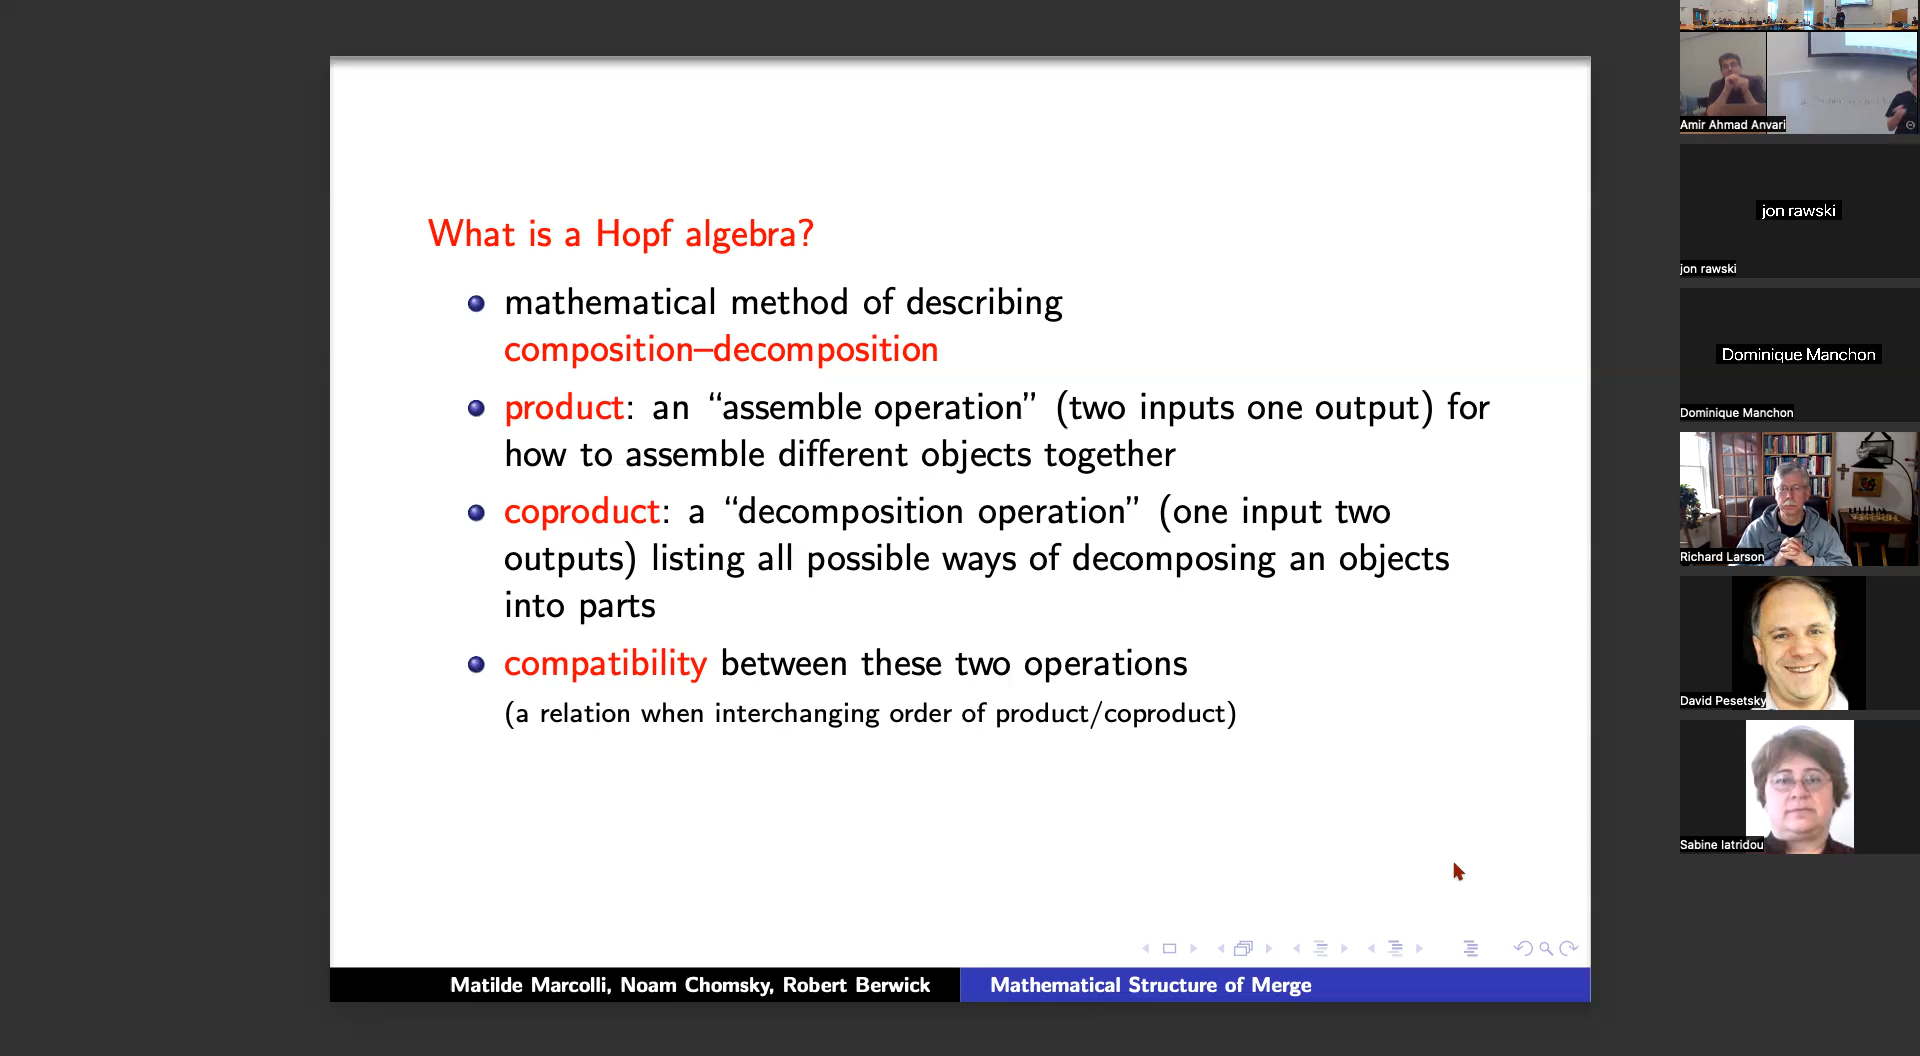 What is a Hopf algebra?
mathematical method of describing
composition–decomposition
product: an “assemble operation” (two inputs one output) for
how to assemble different objects together
coproduct: a “decomposition operation” (one input two
outputs) listing all possible ways of decomposing an objects
into parts
compatibility between these two operations
(a relation when interchanging order of product/coproduct)
Matilde Marcolli, Noam Chomsky, Robert Berwick
Mathematical Structure of Merge
Amir Ahmad Anvari
jon rawski
jon rawski
Dominique Manchon
Dominique Manchon
Richard Larson
David Pesetsky
Sabine Iatridou